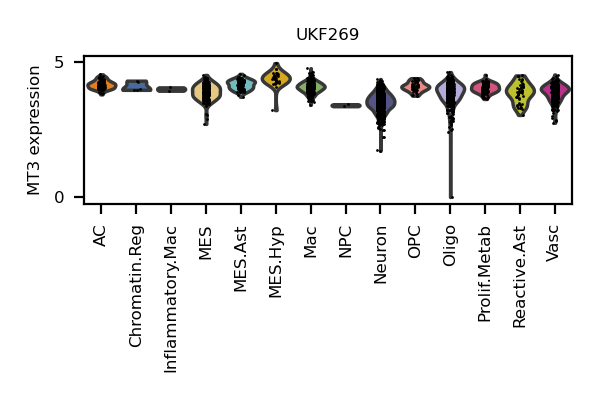 UKF269
MT3 expression
5
0
AC
Chromatin.Reg
Inflammatory.Mac
MES
MES.Ast
MES.Hyp
Mac
NPC
Neuron
OPC
Oligo
Prolif.Metab
Reactive.Ast
Vasc